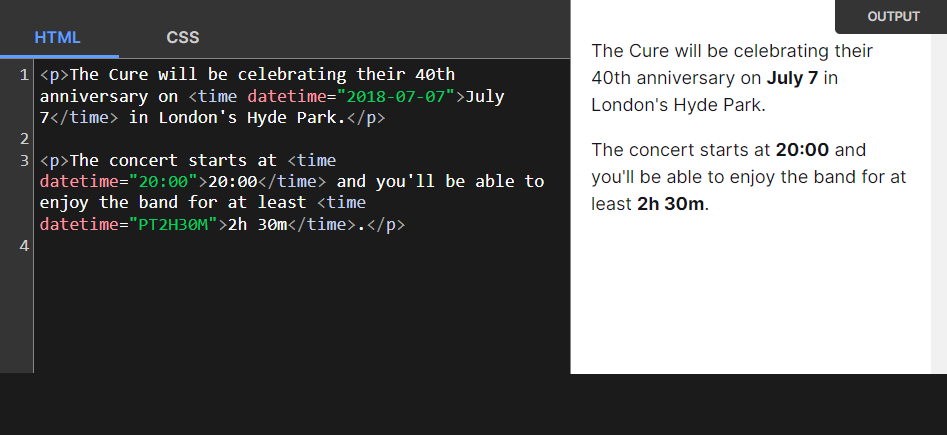 HTML CSS
1 <p>The Cure will be celebrating their 40th
anniversary on <time datetime="2018-07-07">July
7</time> in London's Hyde Park.</p>
2
3 <p>The concert starts at <time
datetime="20:00">20:00</time> and you'll be able to
enjoy the band for at least <time
datetime="PT2H30M">2h 30m</time>.</p>
4
OUTPUT
The Cure will be celebrating their
40th anniversary on July 7 in
London's Hyde Park.
The concert starts at 20:00 and
you'll be able to enjoy the band for at
least 2h 30m.